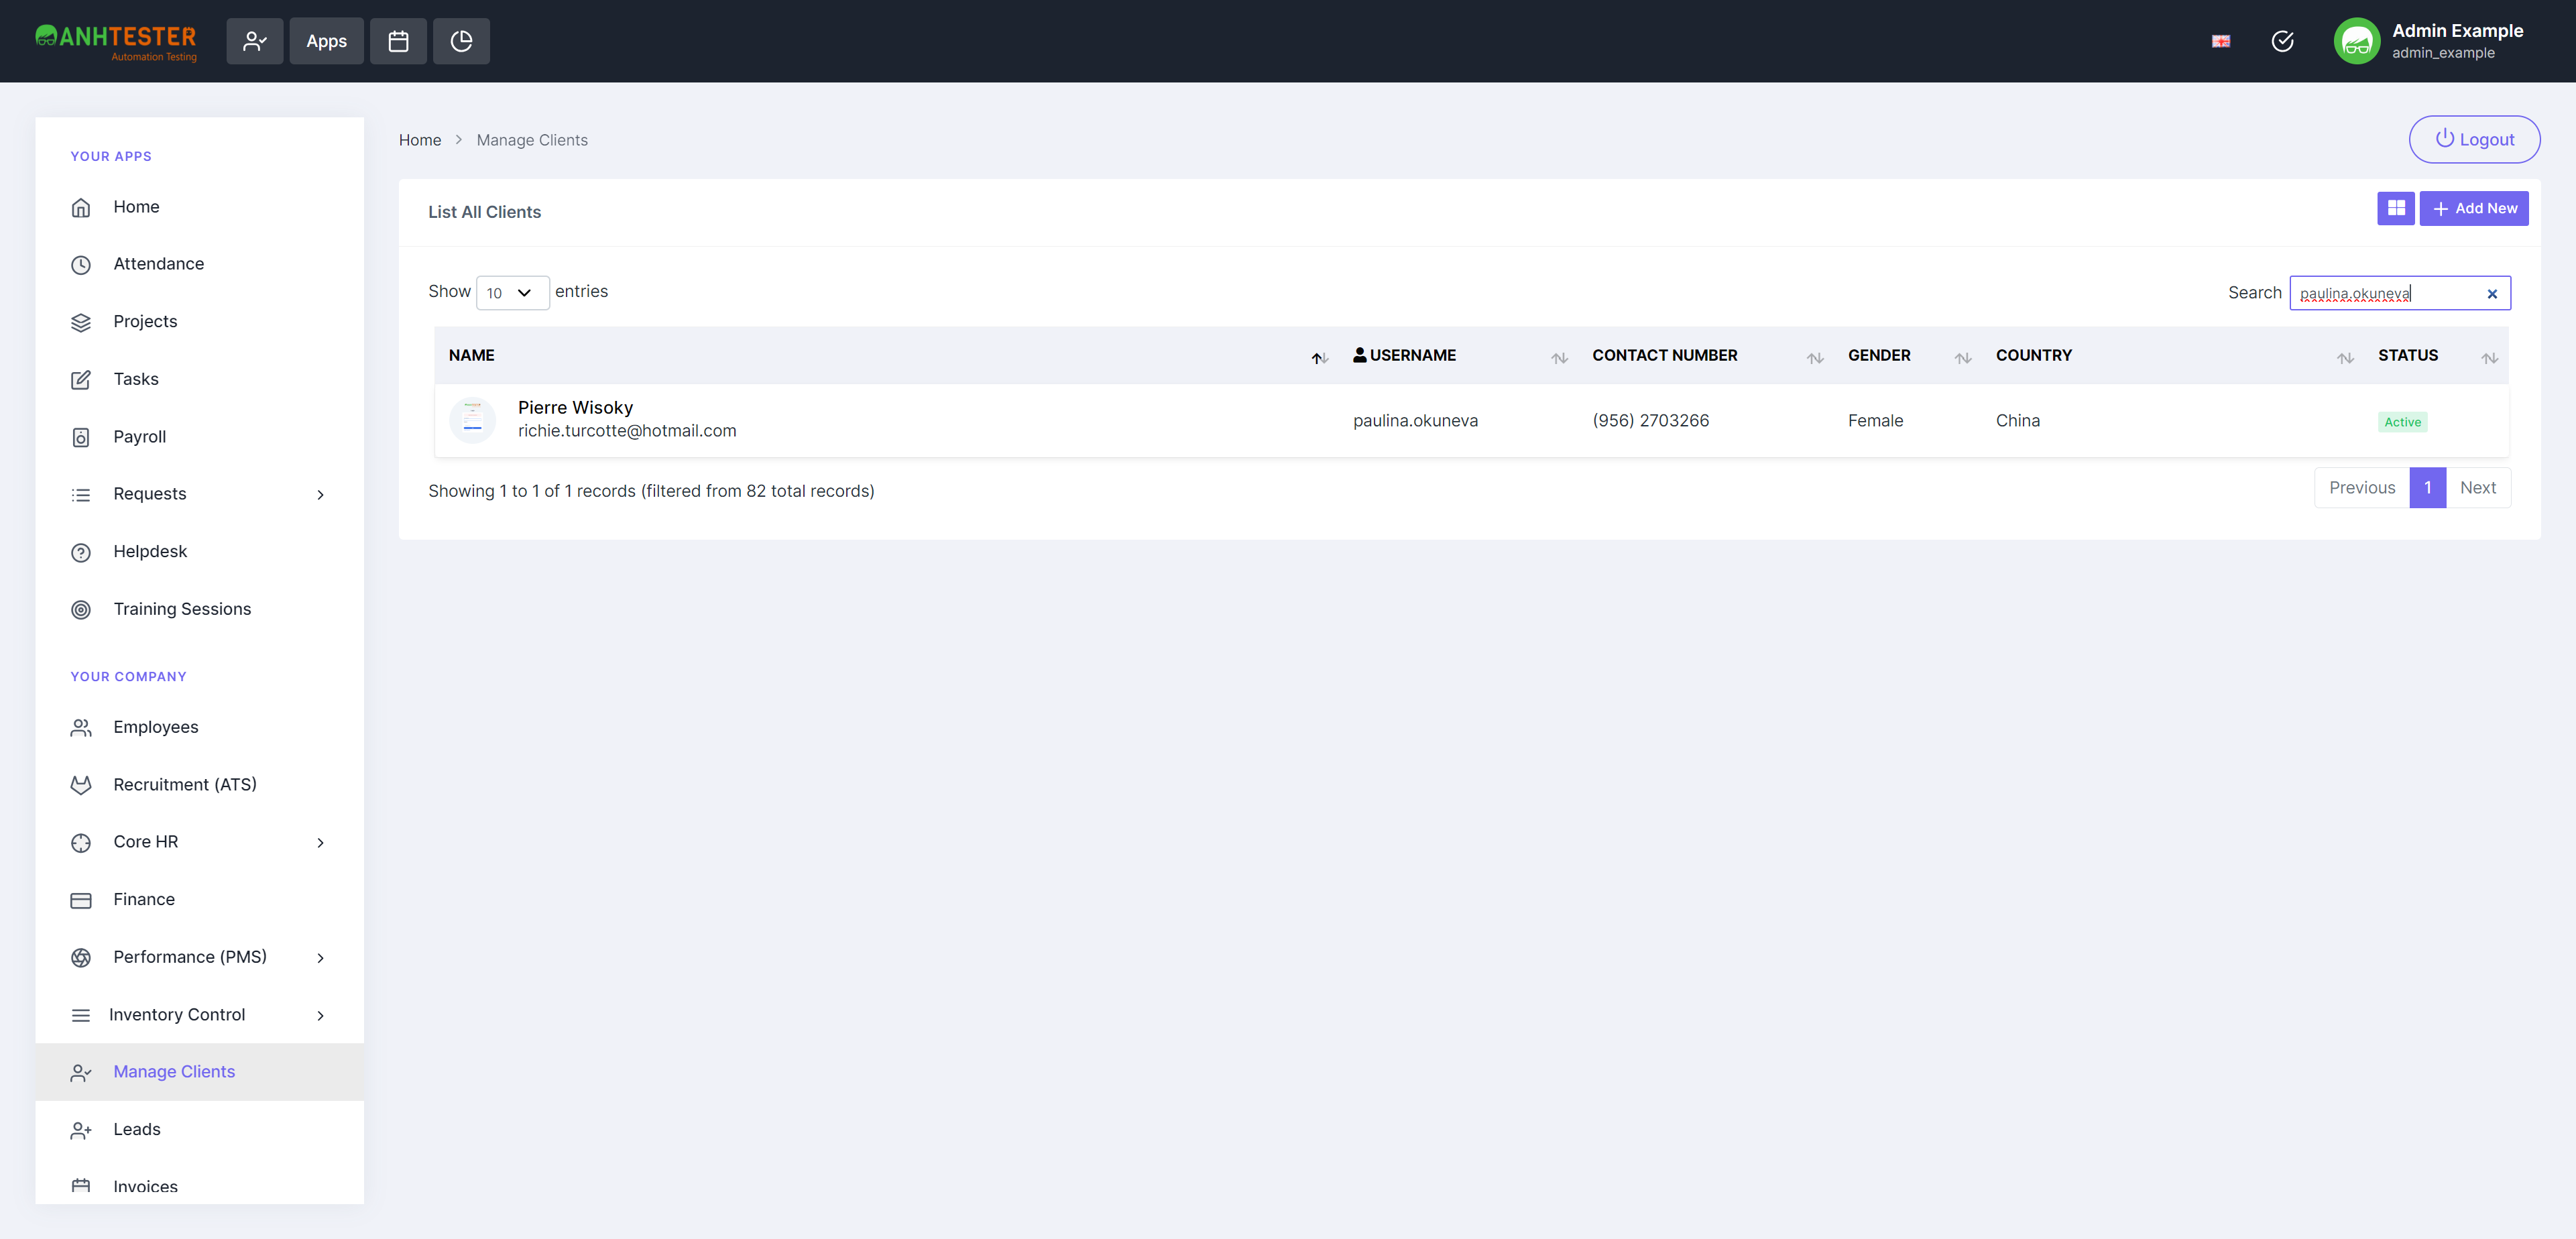 ANHTESTER
Automation Testing
Apps
Admin Example
admin_example
YOUR APPS
Home
Attendance
Projects
Tasks
Payroll
Requests
Helpdesk
Training Sessions
YOUR COMPANY
Employees
Recruitment (ATS)
Core HR
Finance
Performance (PMS)
Inventory Control
Manage Clients
Leads
Invoices
Home > Manage Clients
Logout
List All Clients
Add New
Show 10 entries
Search paulina.okuneva
NAME USERNAME CONTACT NUMBER GENDER COUNTRY STATUS
Pierre Wisoky
richie.turcotte@hotmail.com
paulina.okuneva (956) 2703266 Female China Active
Showing 1 to 1 of 1 records (filtered from 82 total records)
Previous 1 Next